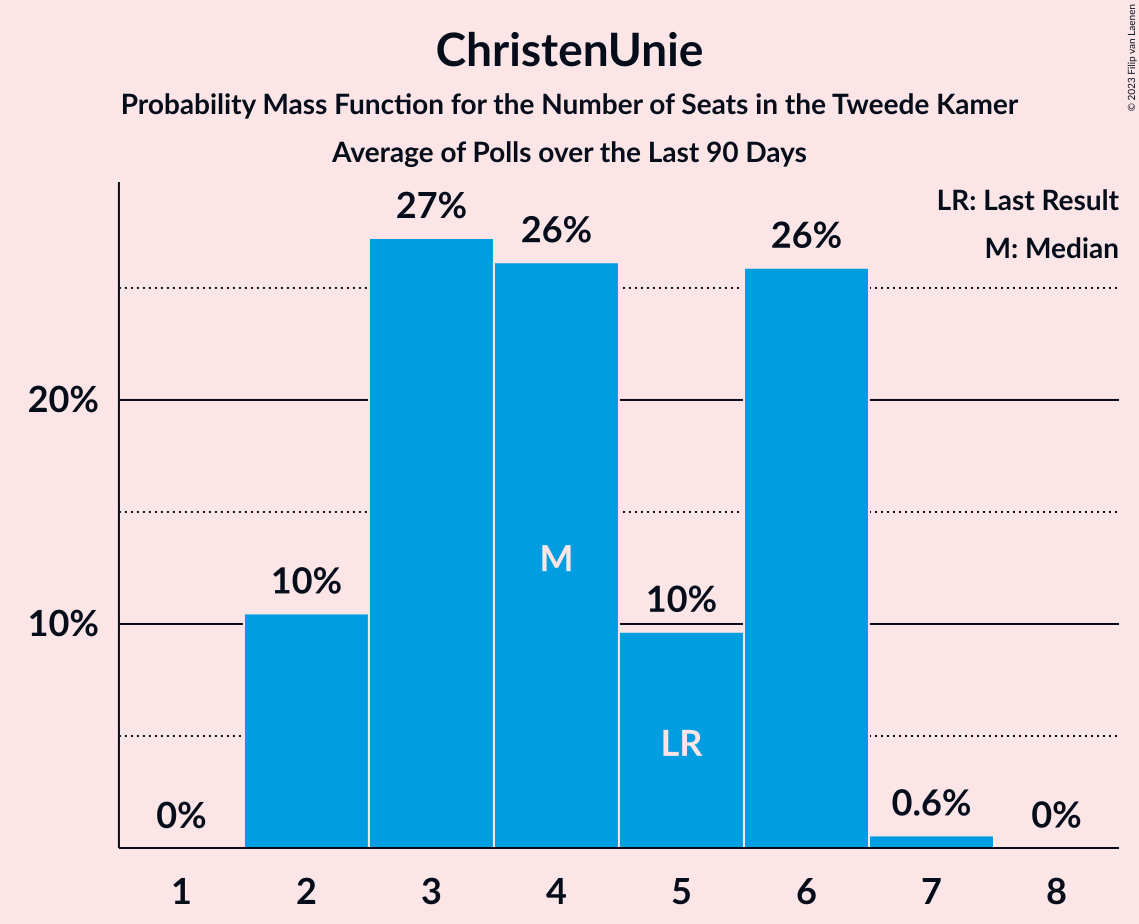 ChristenUnie
Probability Mass Function for the Number of Seats in the Tweede Kamer
Average of Polls over the Last 90 Days
© 2023 Filip van Laenen
LR: Last Result
M: Median
27%
26%
26%
20%
M
10%
10%
10%
LR
0%
0.6%
0%
1 2 3 4 5 6 7 8